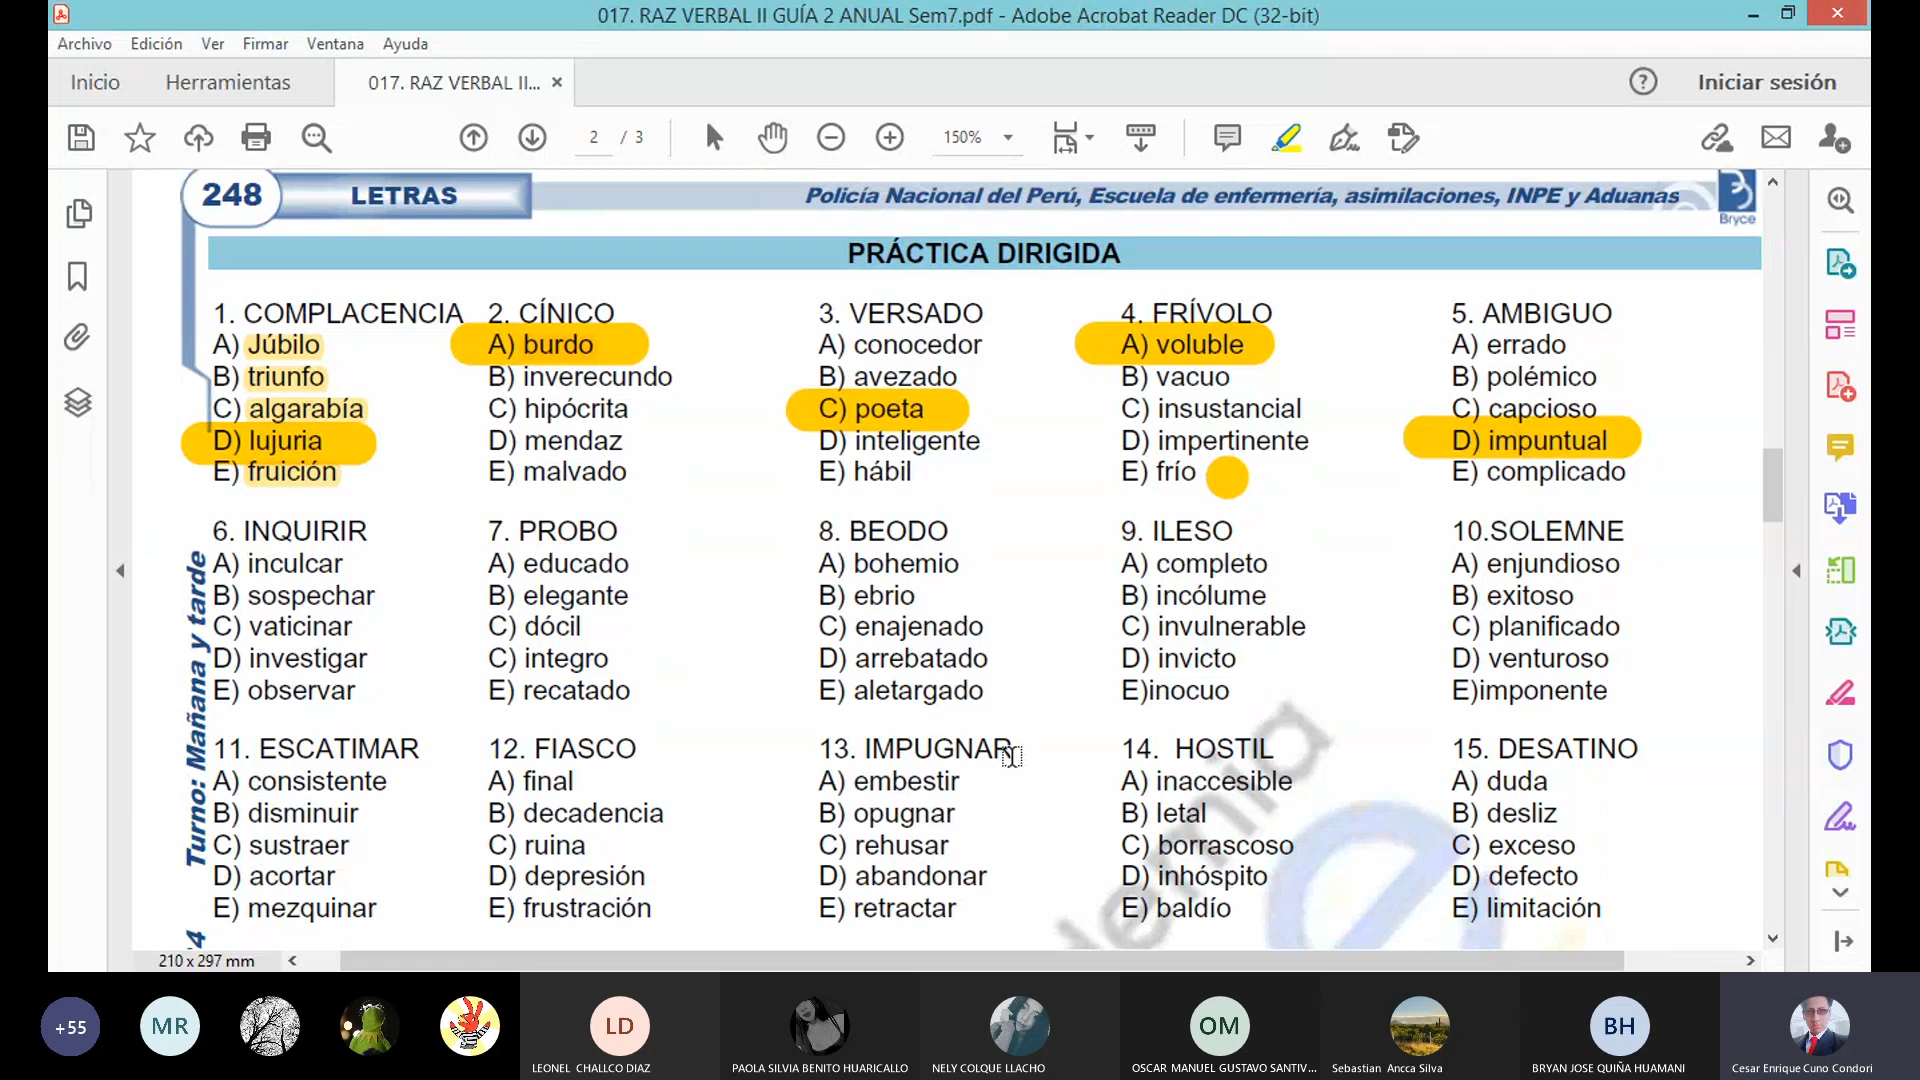 017. RAZ VERBAL II GUÍA 2 ANUAL Sem7.pdf - Adobe Acrobat Reader DC (32-bit)
Archivo Edición Ver Firmar Ventana Ayuda
Inicio Herramientas 017. RAZ VERBAL II... Iniciar sesión
2 / 3 150%
248 LETRAS Policía Nacional del Perú, Escuela de enfermería, asimilaciones, INPE y Aduanas
Bryce
PRÁCTICA DIRIGIDA
1. COMPLACENCIA
A) Júbilo
B) triunfo
C) algarabía
D) lujuria
E) fruición
2. CÍNICO
A) burdo
B) inverecundo
C) hipócrita
D) mendaz
E) malvado
3. VERSADO
A) conocedor
B) avezado
C) poeta
D) inteligente
E) hábil
4. FRÍVOLO
A) voluble
B) vacuo
C) insustancial
D) impertinente
E) frío
5. AMBIGUO
A) errado
B) polémico
C) capcioso
D) impuntual
E) complicado
6. INQUIRIR
A) inculcar
B) sospechar
C) vaticinar
D) investigar
E) observar
7. PROBO
A) educado
B) elegante
C) dócil
C) integro
E) recatado
8. BEODO
A) bohemio
B) ebrio
C) enajenado
D) arrebatado
E) aletargado
9. ILESO
A) completo
B) incólume
C) invulnerable
D) invicto
E)inocuo
10.SOLEMNE
A) enjundioso
B) exitoso
C) planificado
D) venturoso
E)imponente
11. ESCATIMAR
A) consistente
B) disminuir
C) sustraer
D) acortar
E) mezquinar
12. FIASCO
A) final
B) decadencia
C) ruina
D) depresión
E) frustración
13. IMPUGNAR
A) embestir
B) opugnar
C) rehusar
D) abandonar
E) retractar
14. HOSTIL
A) inaccesible
B) letal
C) borrascoso
D) inhóspito
E) baldío
15. DESATINO
A) duda
B) desliz
C) exceso
D) defecto
E) limitación
Turno: Mañana y tarde
demia
210 x 297 mm
+55 MR LD OM BH
LEONEL CHALLCO DIAZ
PAOLA SILVIA BENITO HUARICALLO
NELY COLQUE LLACHO
OSCAR MANUEL GUSTAVO SANTIV...
Sebastian Ancca Silva
BRYAN JOSE QUIÑA HUAMANI
Cesar Enrique Cuno Condori